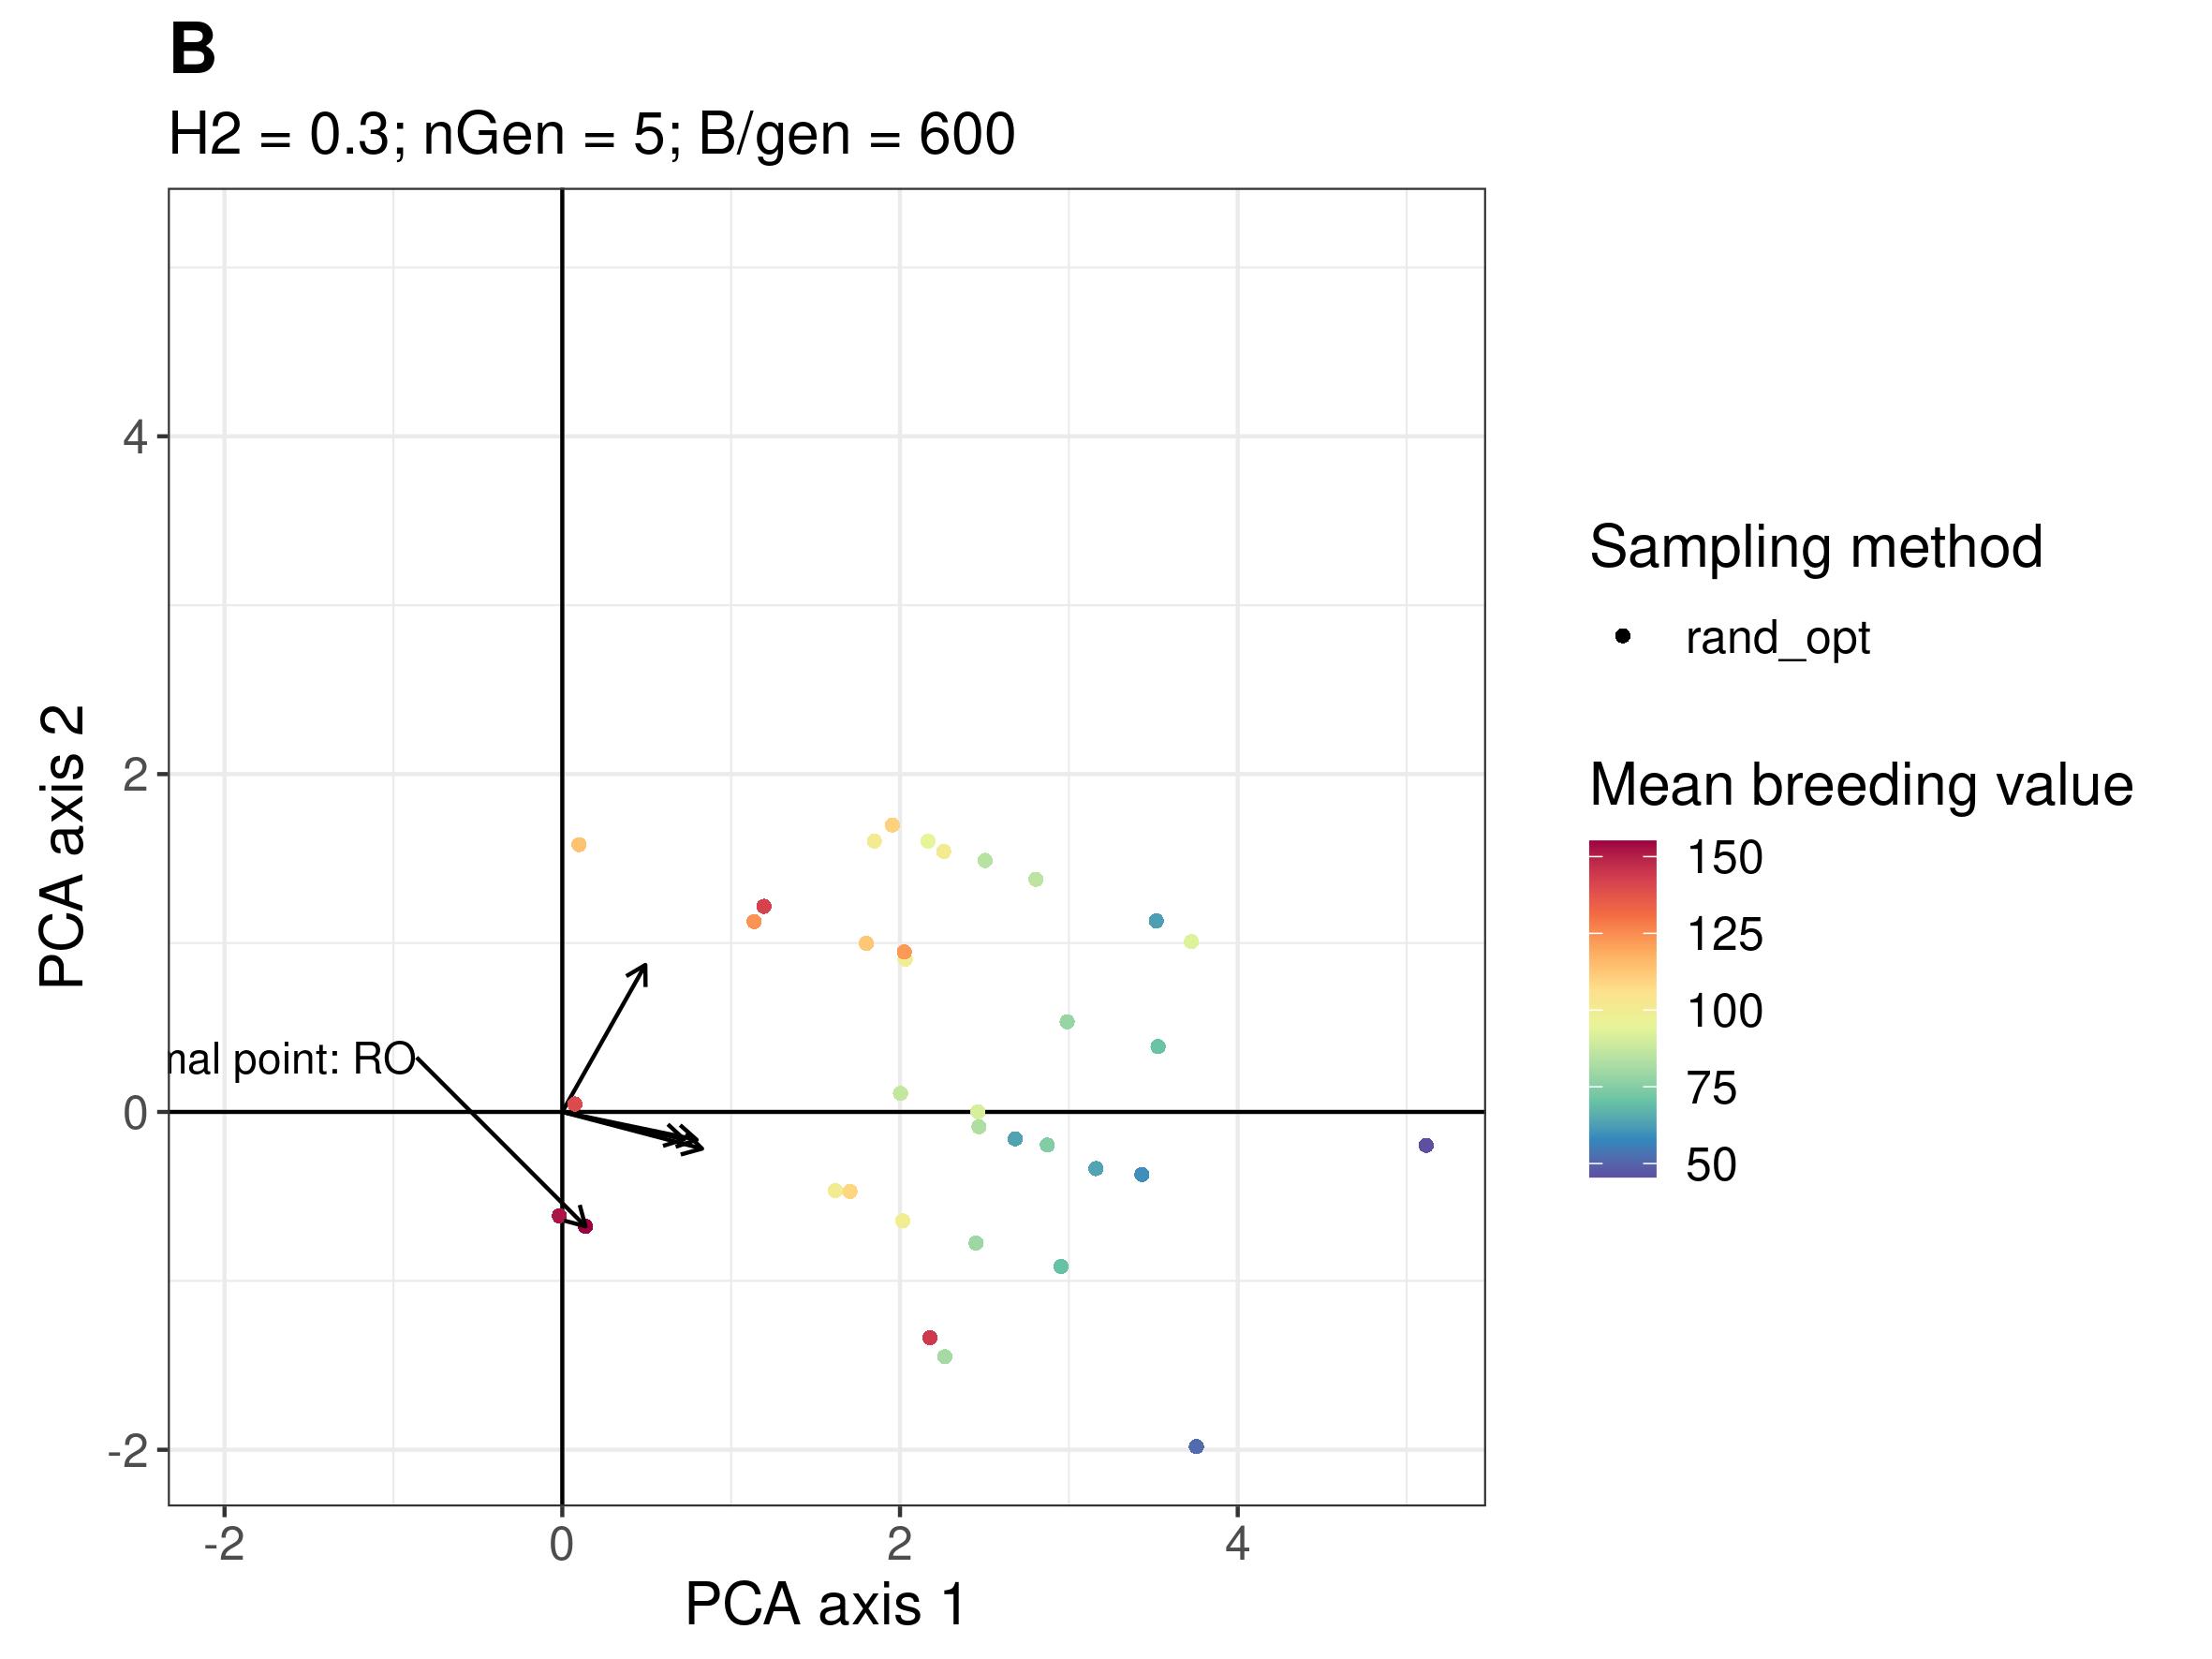 B
H2 = 0.3; nGen = 5; B/gen = 600
PCA axis 2
4
2
0
-2
point: RO
-2
0
2
4
PCA axis 1
Sampling method
rand_opt
Mean breeding value
150
125
100
75
50